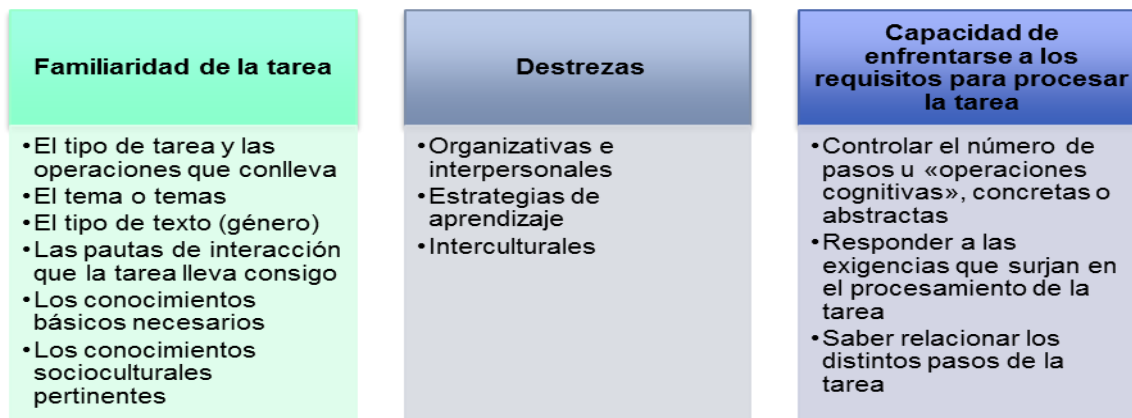 Familiaridad de la tarea
•El tipo de tarea y las
operaciones que conlleva
•El tema o temas
•El tipo de texto (género)
•Las pautas de interacción
que la tarea lleva consigo
•Los conocimientos
básicos necesarios
•Los conocimientos
socioculturales
pertinentes
Destrezas
•Organizativas e
interpersonales
•Estrategias de
aprendizaje
•Interculturales
Capacidad de
enfrentarse a los
requisitos para procesar
la tarea
•Controlar el número de
pasos u «operaciones
cognitivas», concretas o
abstractas
•Responder a las
exigencias que surjan en
el procesamiento de la
tarea
•Saber relacionar los
distintos pasos de la
tarea